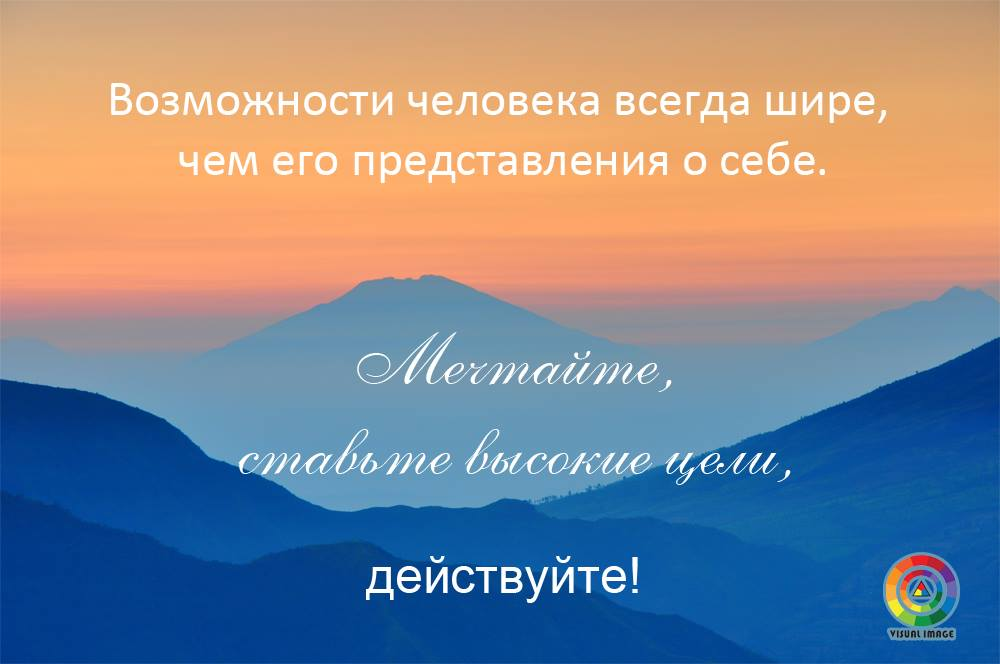 Возможности человека всегда шире,
чем его представления о себе.
Мечтайте,
ставьте высокие цели,
действуйте!
VISUAL IMAGE